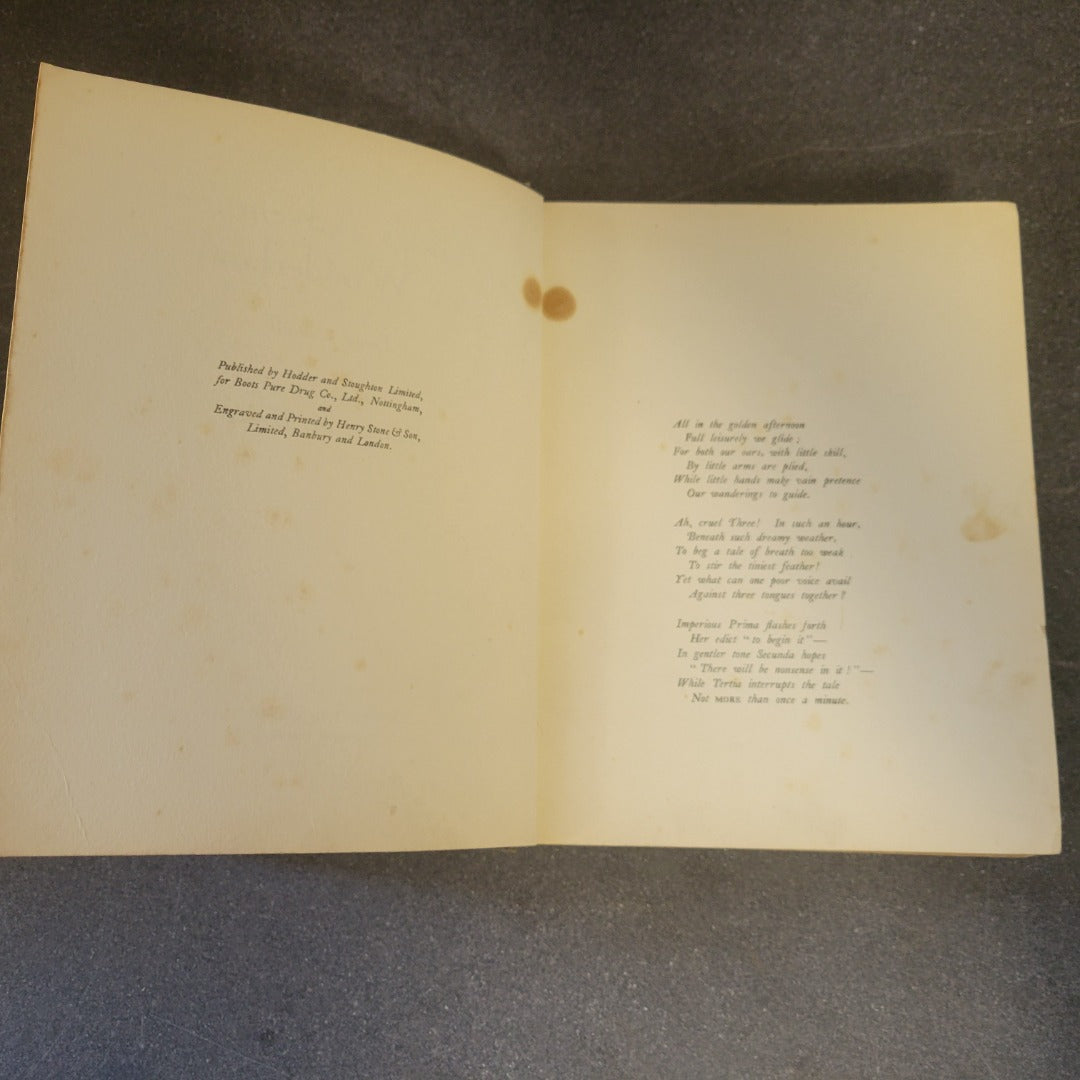 Published by Hodder and Stoughton Limited,
for Boots Pure Drug Co., Ltd., Nottingham,
and
Engraved and Printed by Henry Stone & Son,
Limited, Banbury and London.
All in the golden afternoon
Full leisurely we glide;
For both our oars, with little skill,
By little arms are plied,
While little hands make vain pretence
Our wanderings to guide.
Ah, cruel Three! In such an hour,
Beneath such dreamy weather,
To beg a tale of breath too weak
To stir the tiniest feather!
Yet what can one poor voice avail
Against three tongues together?
Imperious Prima flashes forth
Her edict "to begin it"—
In gentler tone Secunda hopes
"There will be nonsense in it!"—
While Tertia interrupts the tale
Not MORE than once a minute.